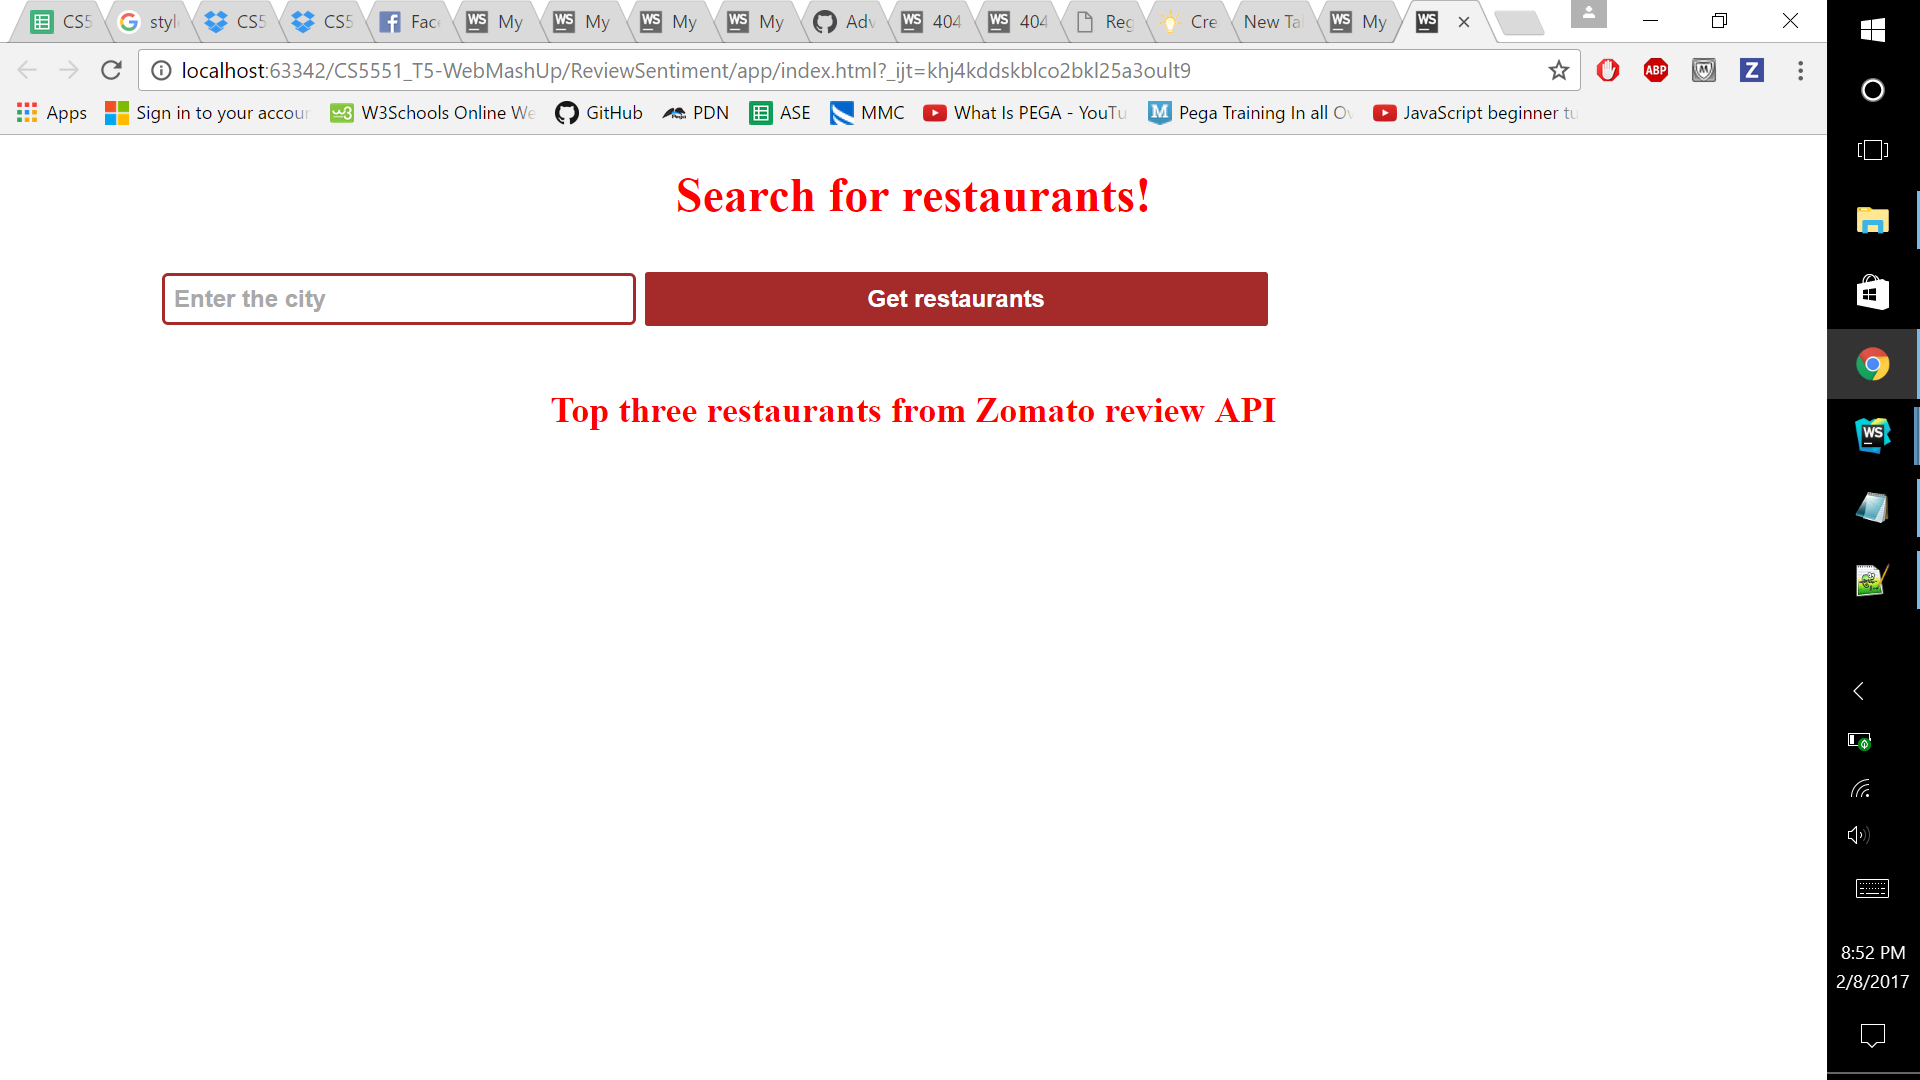 CS5 styl CS5 CS5 Fac My My My My Adv 404 404 Reg Cre New Ta My
localhost:63342/CS5551_T5-WebMashUp/ReviewSentiment/app/index.html?_ijt=khj4kddskblco2bkl25a3oult9
ABP
Z
Apps Sign in to your accour W3Schools Online We GitHub PDN ASE MMC What Is PEGA - YouTu Pega Training In all Ov JavaScript beginner tu
Search for restaurants!
Enter the city Get restaurants
Top three restaurants from Zomato review API
WS
8:52 PM
2/8/2017